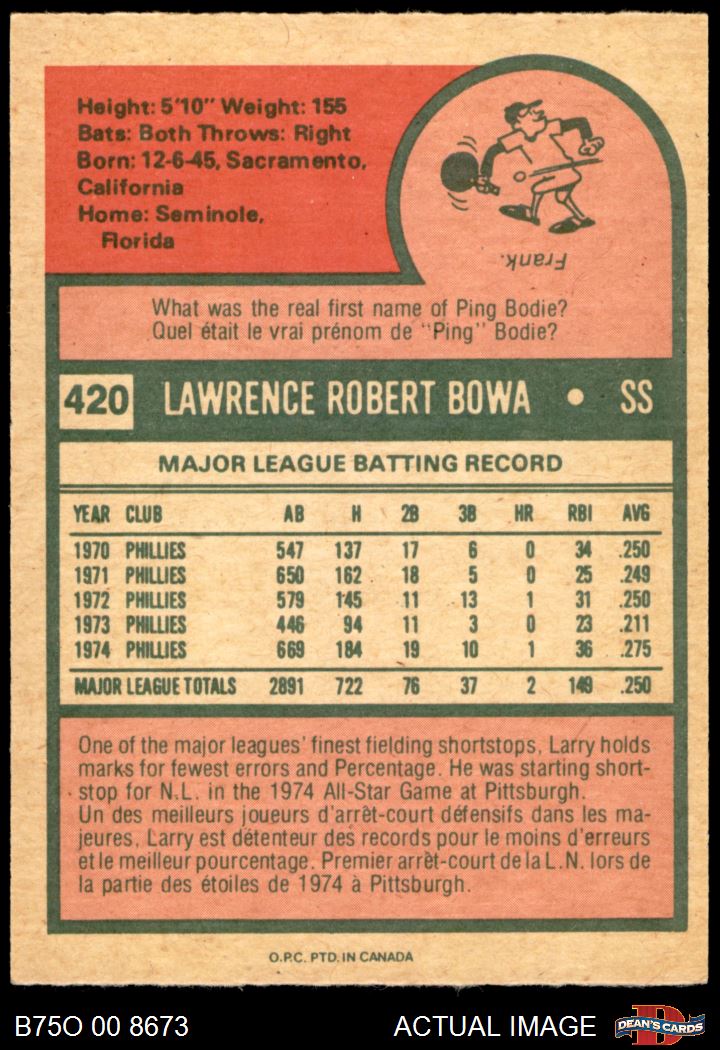 Height: 5'10" Weight: 155
Bats: Both Throws: Right
Born: 12-6-45, Sacramento,
California
Home: Seminole,
Florida
Frank.
What was the real first name of Ping Bodie?
Quel était le vrai prénom de "Ping" Bodie?
420 LAWRENCE ROBERT BOWA • SS
MAJOR LEAGUE BATTING RECORD
YEAR CLUB AB H 2B 3B HR RBI AVG
1970 PHILLIES 547 137 17 6 0 34 .250
1971 PHILLIES 650 162 18 5 0 25 .249
1972 PHILLIES 579 145 11 13 1 31 .250
1973 PHILLIES 446 94 11 3 0 23 .211
1974 PHILLIES 669 184 19 10 1 36 .275
MAJOR LEAGUE TOTALS 2891 722 76 37 2 149 .250
One of the major leagues' finest fielding shortstops, Larry holds
marks for fewest errors and Percentage. He was starting short-
stop for N.L. in the 1974 All-Star Game at Pittsburgh.
Un des meilleurs joueurs d'arrêt-court défensifs dans les ma-
jeures, Larry est détenteur des records pour le moins d'erreurs
et le meilleur pourcentage. Premier arrêt-court de la L.N. lors de
la partie des étoiles de 1974 à Pittsburgh.
O.P.C. PTD. IN CANADA
B75O 00 8673 ACTUAL IMAGE
D
DEAN'S CARDS